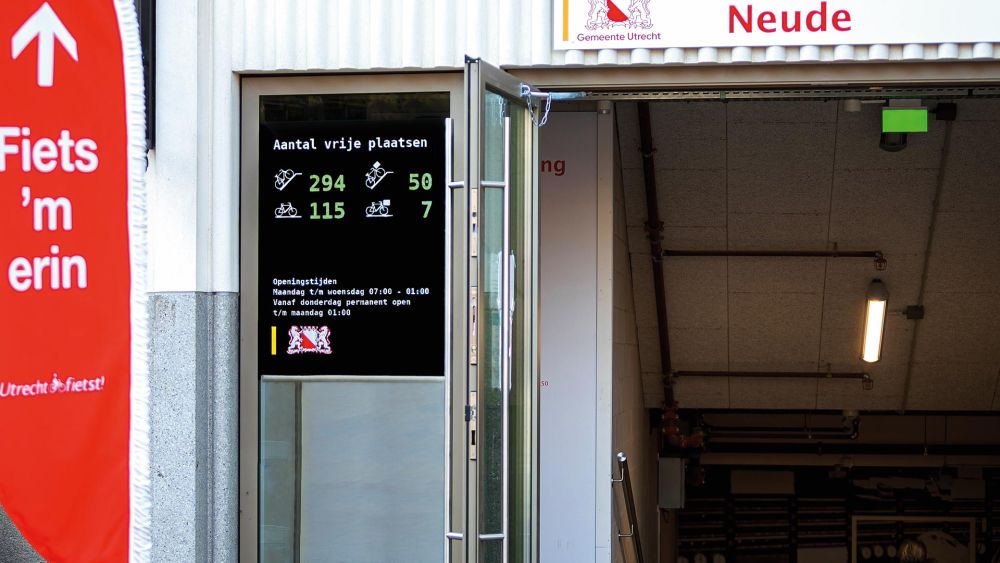 Fiets
'm
erin
Utrecht fietst!
Aantal vrije plaatsen
294 50
115 7
Openingstijden
Maandag t/m woensdag 07:00 - 01:00
Vanaf donderdag permanent open
t/m maandag 01:00
Gemeente Utrecht
Neude
ng
50